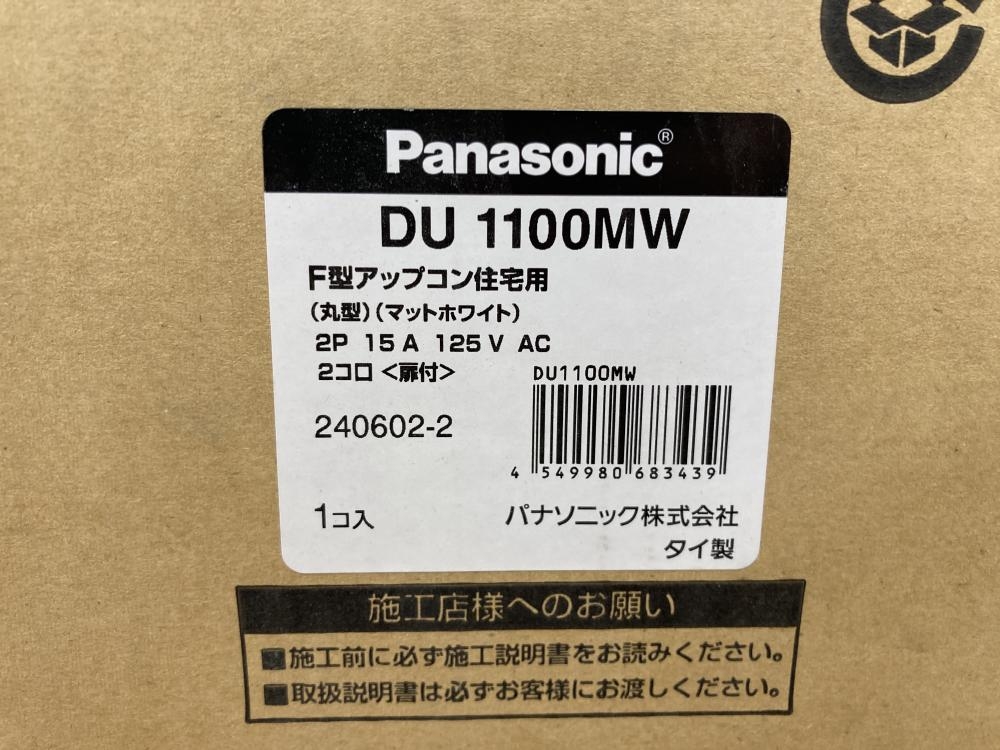 Panasonic®
DU 1100MW
F型アップコン住宅用
(丸型)(マットホワイト)
2P 15A 125V AC
2コ口<扉付>
DU1100MW
240602-2
4 549980 683439
1コ入
パナソニック株式会社
タイ製
施工店様へのお願い
■施工前に必ず施工説明書をお読みください。
■取扱説明書は必ずお客様にお渡しください。